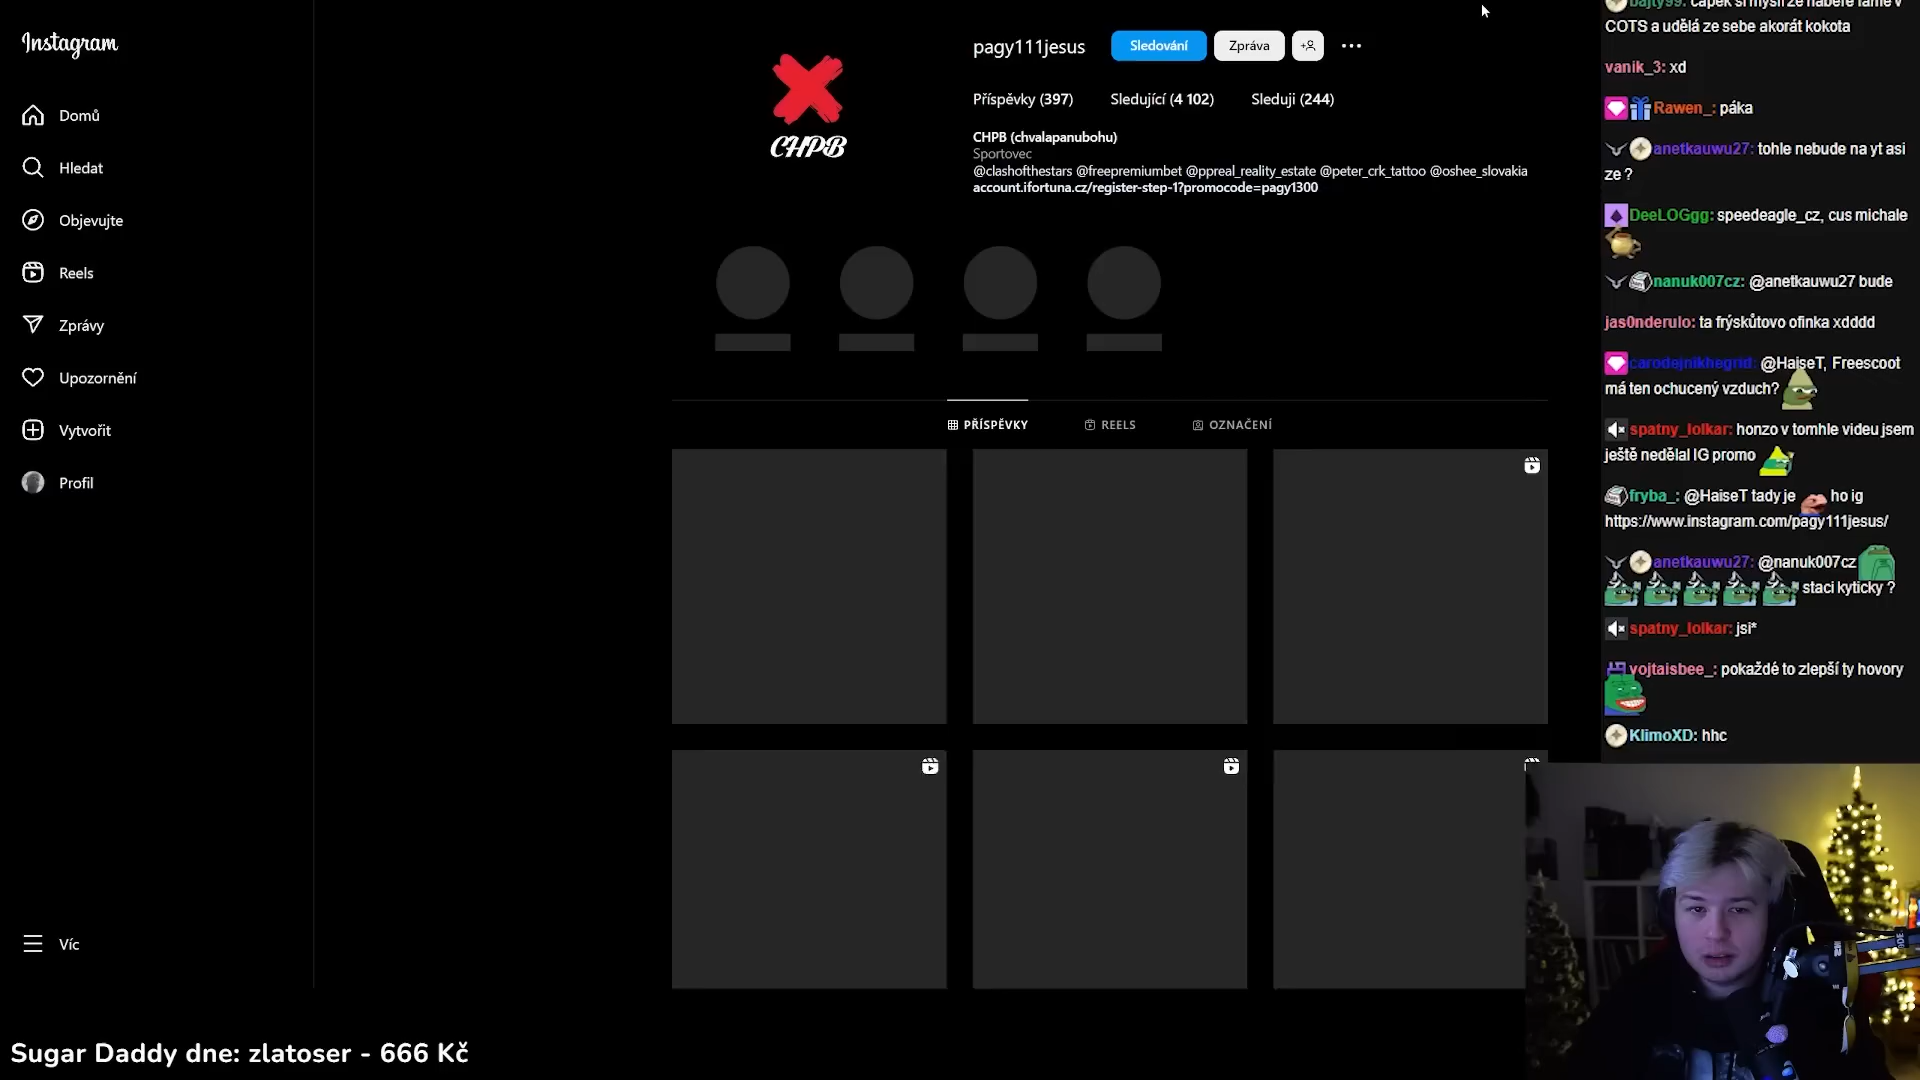 Instagram
Domů
Hledat
Objevujte
Reels
Zprávy
Upozornění
Vytvořit
Profil
Víc
CHPB
pagy111jesus
Sledování
Zpráva
Příspěvky (397)
Sledující (4 102)
Sleduji (244)
CHPB (chvalapanubohu)
Sportovec
@clashofthestars @freepremiumbet @ppreal_reality_estate @peter_crk_tattoo @oshee_slovakia
account.ifortuna.cz/register-step-1?promocode=pagy1300
PŘÍSPĚVKY
REELS
OZNAČENÍ
COTS a udělá ze sebe akorát kokota
vanik_3: xd
Rawen_: páka
anetkauwu27: tohle nebude na yt asi
ze ?
DeeLOGgg: speedeagle_cz, cus michale
nanuk007cz: @anetkauwu27 bude
jas0nderulo: ta frýskůtovo ofinka xdddd
carodejnikhegrid: @HaiseT, Freescoot
má ten ochucený vzduch?
spatny_lolkar: honzo v tomhle videu jsem
ještě nedělal IG promo
fryba_: @HaiseT tady je ho ig
https://www.instagram.com/pagy111jesus/
anetkauwu27: @nanuk007cz
staci kyticky ?
spatny_lolkar: jsi*
vojtaisbee_: pokaždé to zlepší ty hovory
KlimoXD: hhc
Sugar Daddy dne: zlatoser - 666 Kč